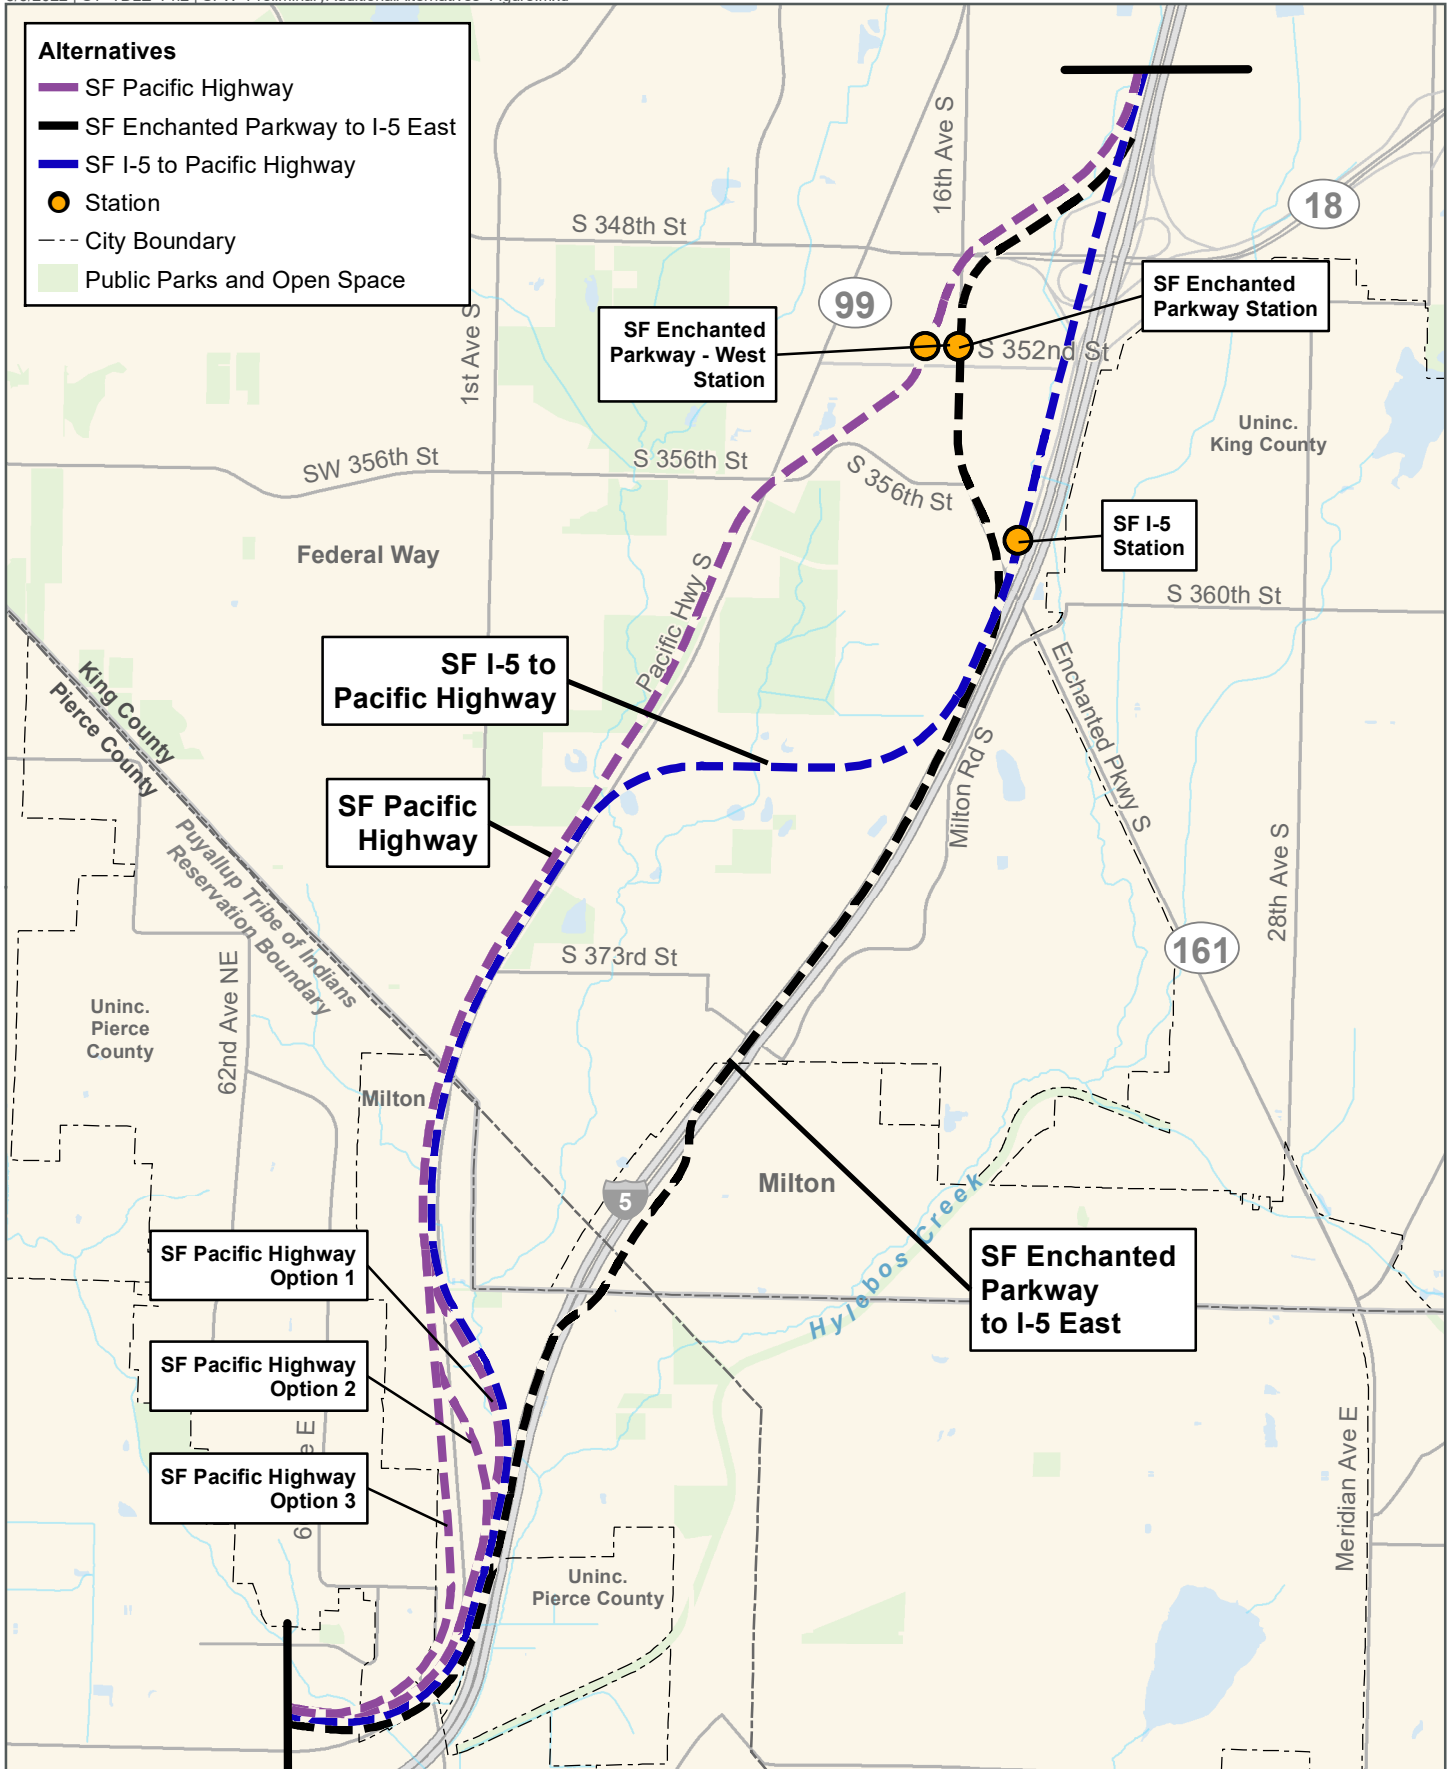 Alternatives
SF Pacific Highway
SF Enchanted Parkway to I-5 East
SF I-5 to Pacific Highway
Station
City Boundary
Public Parks and Open Space
16th Ave S
18
S 348th St
SF Enchanted
Parkway Station
99
SF Enchanted
Parkway - West
Station
S 352nd St
1st Ave S
Uninc.
King County
SW 356th St
S 356th St
S 356th St
SF I-5
Station
Federal Way
S 360th St
Pacific Hwy S
SF I-5 to
Pacific Highway
King County
Pierce County
Enchanted Pkwy S
Milton Rd S
SF Pacific
Highway
28th Ave S
Puyallup Tribe of Indians
Reservation Boundary
161
S 373rd St
62nd Ave NE
Uninc.
Pierce
County
Milton
Milton
5
Hylebos Creek
SF Pacific Highway
Option 1
SF Enchanted
Parkway
to I-5 East
SF Pacific Highway
Option 2
Meridian Ave E
SF Pacific Highway
Option 3
Uninc.
Pierce County